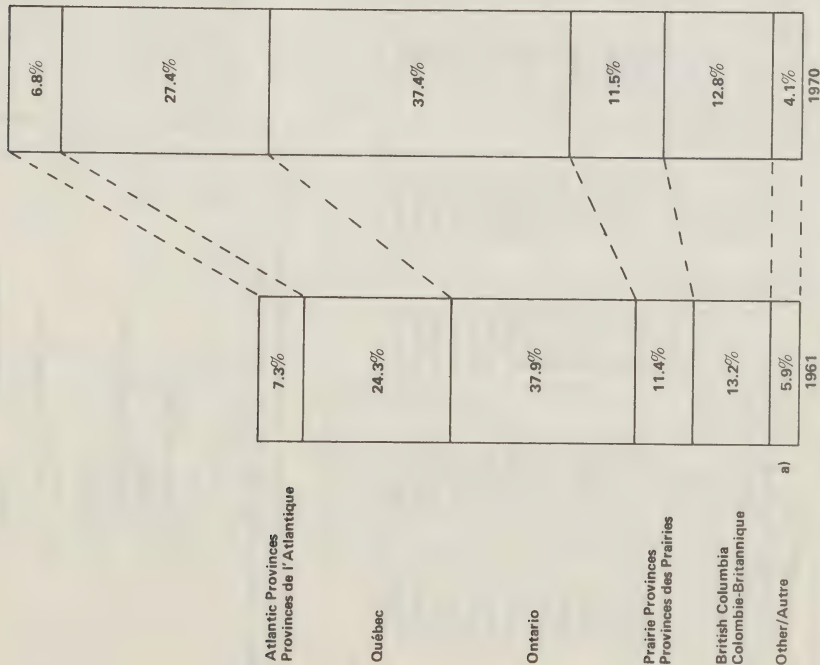 6.8%
27.4%
37.4%
11.5%
12.8%
4.1%
1970
7.3%
24.3%
37.9%
11.4%
13.2%
5.9%
1961
Atlantic Provinces
Provinces de l'Atlantique
Québec
Ontario
Prairie Provinces
Provinces des Prairies
British Columbia
Colombie-Britannique
Other/Autre
a)